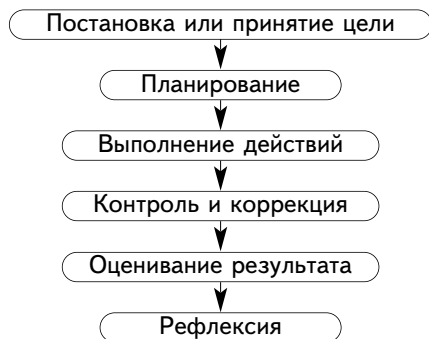 Постановка или принятие цели
Планирование
Выполнение действий
Контроль и коррекция
Оценивание результата
Рефлексия